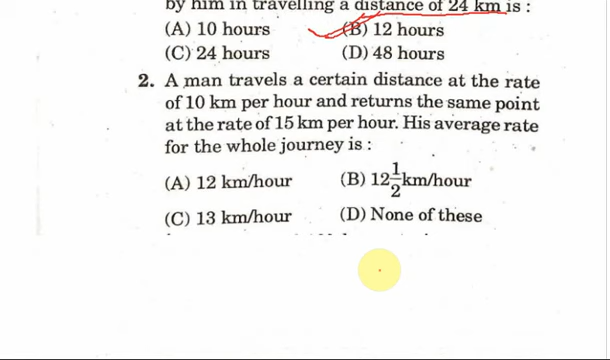 by him in travelling a distance of 24 km is :
(A) 10 hours (B) 12 hours
(C) 24 hours (D) 48 hours
2. A man travels a certain distance at the rate
of 10 km per hour and returns the same point
at the rate of 15 km per hour. His average rate
for the whole journey is :
(A) 12 km/hour (B) 12 1/2 km/hour
(C) 13 km/hour (D) None of these